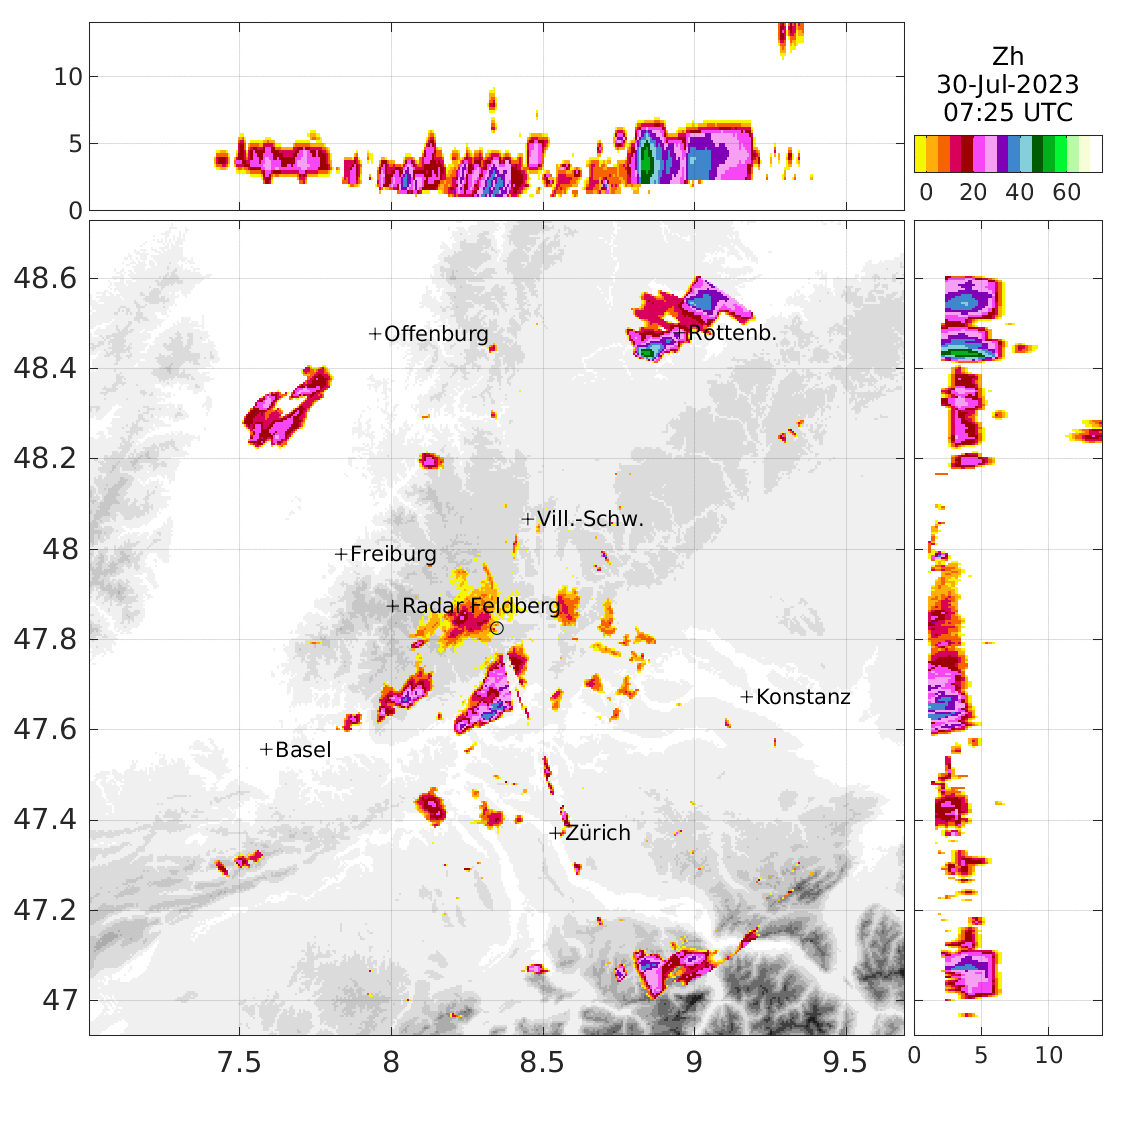 10
5
0
Zh
30-Jul-2023
07:25 UTC
0 20 40 60
48.6
48.4
48.2
48
47.8
47.6
47.4
47.2
47
+Offenburg
+Rottenb.
+Vill.-Schw.
+Freiburg
+Radar Feldberg
+Konstanz
+Basel
+Zürich
7.5 8 8.5 9 9.5
0 5 10